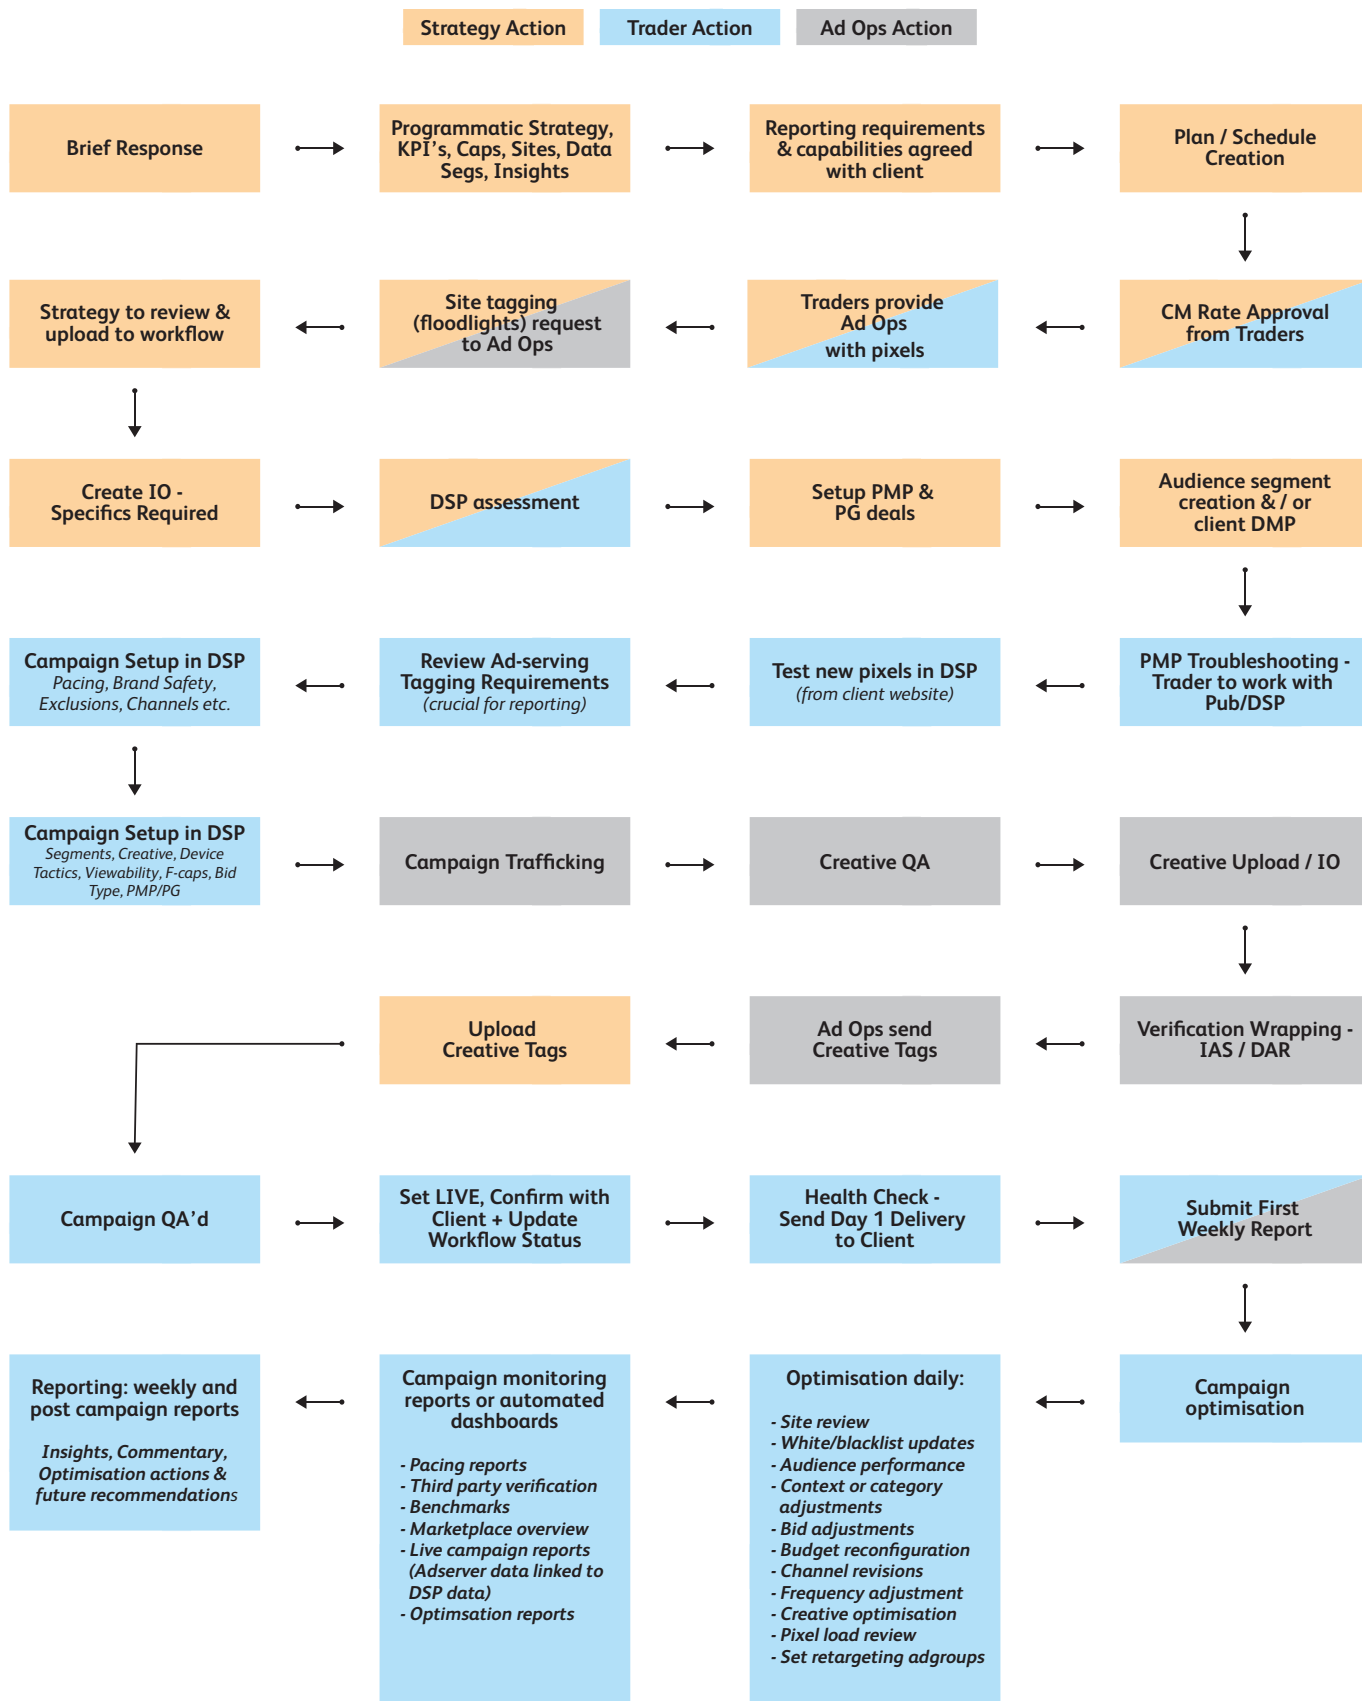 Strategy Action
Trader Action
Ad Ops Action
Brief Response
Programmatic Strategy,
KPI's, Caps, Sites, Data
Segs, Insights
Reporting requirements
& capabilities agreed
with client
Plan / Schedule
Creation
Strategy to review &
upload to workflow
Site tagging
(floodlights) request
to Ad Ops
Traders provide
Ad Ops
with pixels
CM Rate Approval
from Traders
Create IO -
Specifics Required
DSP assessment
Setup PMP &
PG deals
Audience segment
creation & / or
client DMP
Campaign Setup in DSP
Pacing, Brand Safety,
Exclusions, Channels etc.
Review Ad-serving
Tagging Requirements
(crucial for reporting)
Test new pixels in DSP
(from client website)
PMP Troubleshooting -
Trader to work with
Pub/DSP
Campaign Setup in DSP
Segments, Creative, Device
Tactics, Viewability, F-caps, Bid
Type, PMP/PG
Campaign Trafficking
Creative QA
Creative Upload / IO
Upload
Creative Tags
Ad Ops send
Creative Tags
Verification Wrapping -
IAS / DAR
Campaign QA'd
Set LIVE, Confirm with
Client + Update
Workflow Status
Health Check -
Send Day 1 Delivery
to Client
Submit First
Weekly Report
Reporting: weekly and
post campaign reports
Insights, Commentary,
Optimisation actions &
future recommendations
Campaign monitoring
reports or automated
dashboards
- Pacing reports
- Third party verification
- Benchmarks
- Marketplace overview
- Live campaign reports
(Adserver data linked to
DSP data)
- Optimsation reports
Optimisation daily:
- Site review
- White/blacklist updates
- Audience performance
- Context or category
adjustments
- Bid adjustments
- Budget reconfiguration
- Channel revisions
- Frequency adjustment
- Creative optimisation
- Pixel load review
- Set retargeting adgroups
Campaign
optimisation